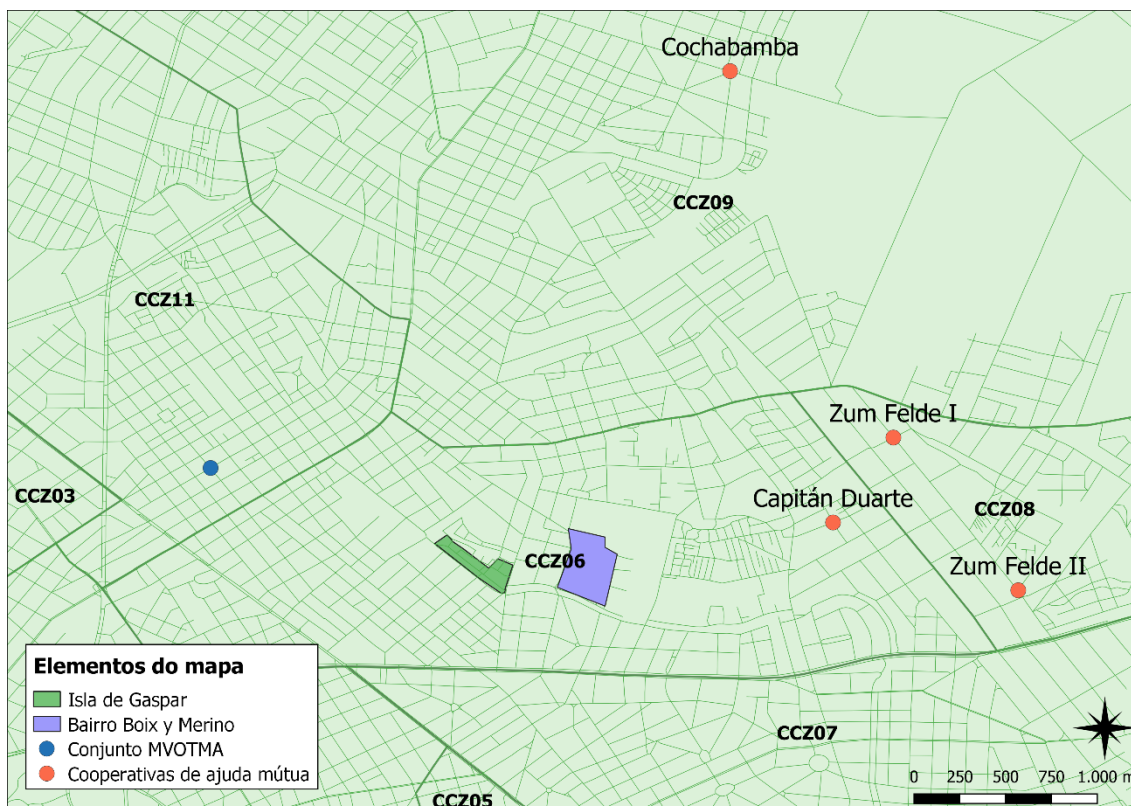 Cochabamba
CCZ09
CCZ11
Zum Felde I
CCZ03
Capitán Duarte
CCZ08
CCZ06
Zum Felde II
Elementos do mapa
Isla de Gaspar
Bairro Boix y Merino
Conjunto MVOTMA
Cooperativas de ajuda mútua
CCZ07
0 250 500 750 1.000 m
CCZ05